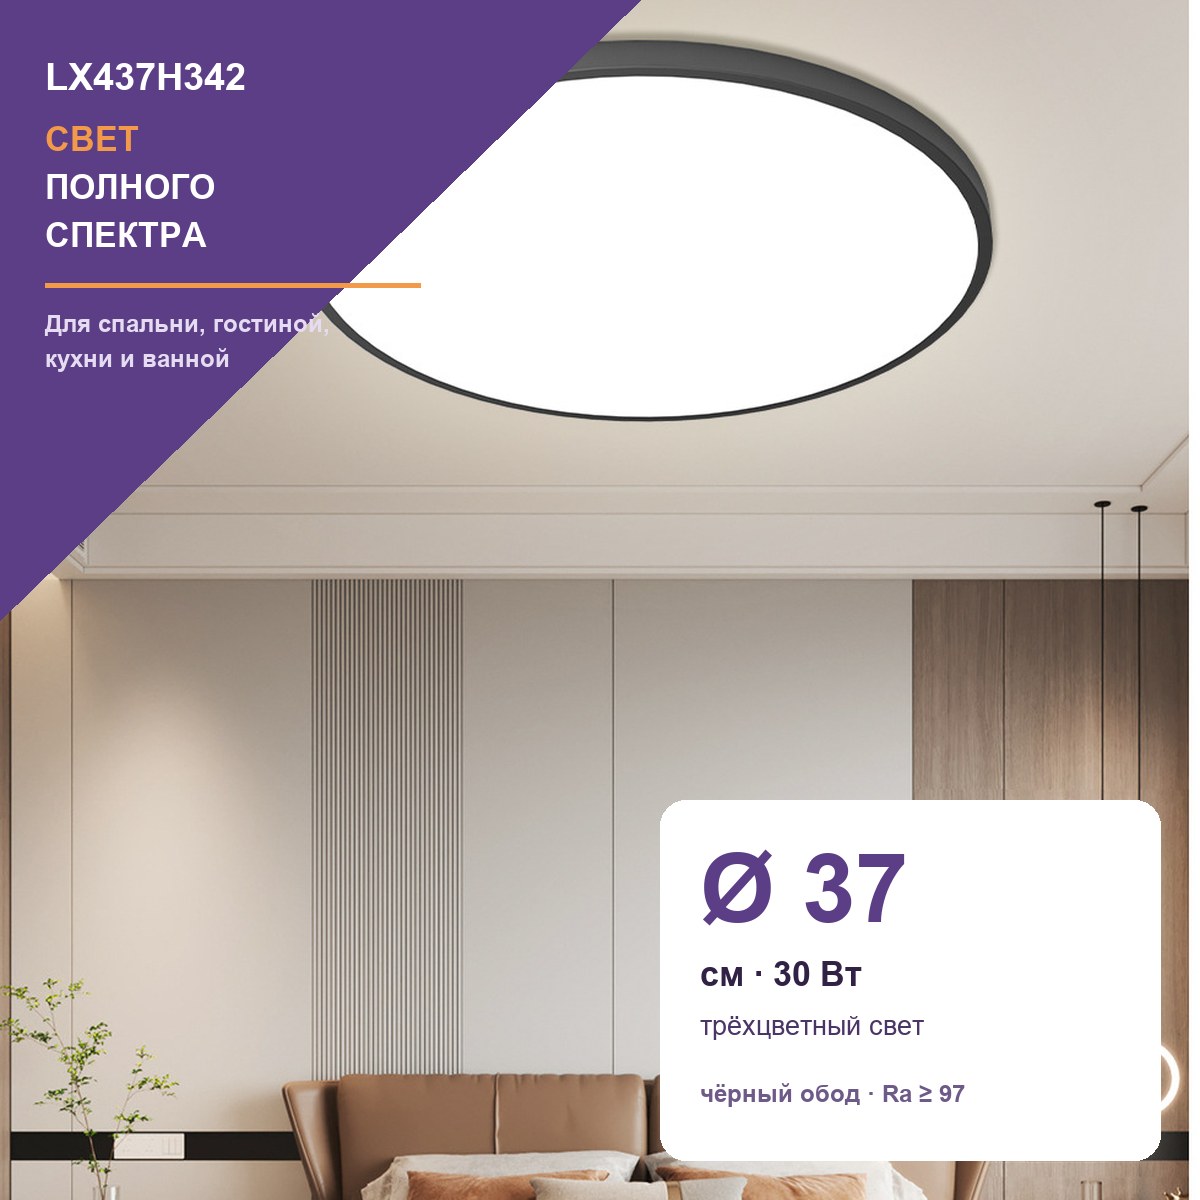 LX437H342
СВЕТ
ПОЛНОГО
СПЕКТРА
Для спальни, гостиной,
кухни и ванной
Ø 37
см · 30 Вт
трёхцветный свет
чёрный обод · Ra ≥ 97